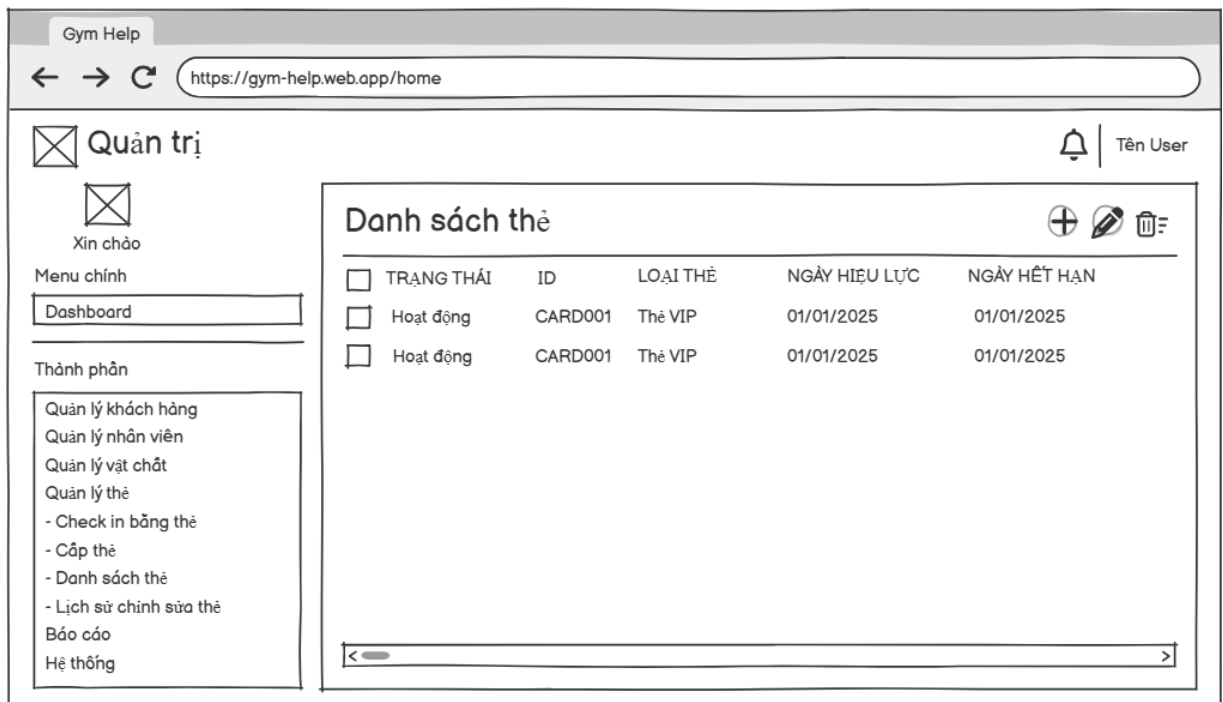 Gym Help
https://gym-help.web.app/home
Quản trị
Tên User
Xin chào
Menu chính
Dashboard
Thành phần
Quản lý khách hàng
Quản lý nhân viên
Quản lý vật chất
Quản lý thẻ
- Check in bằng thẻ
- Cấp thẻ
- Danh sách thẻ
- Lịch sử chỉnh sửa thẻ
Báo cáo
Hệ thống
Danh sách thẻ
TRẠNG THÁI ID LOẠI THẺ NGÀY HIỆU LỰC NGÀY HẾT HẠN
Hoạt động CARD001 Thẻ VIP 01/01/2025 01/01/2025
Hoạt động CARD001 Thẻ VIP 01/01/2025 01/01/2025